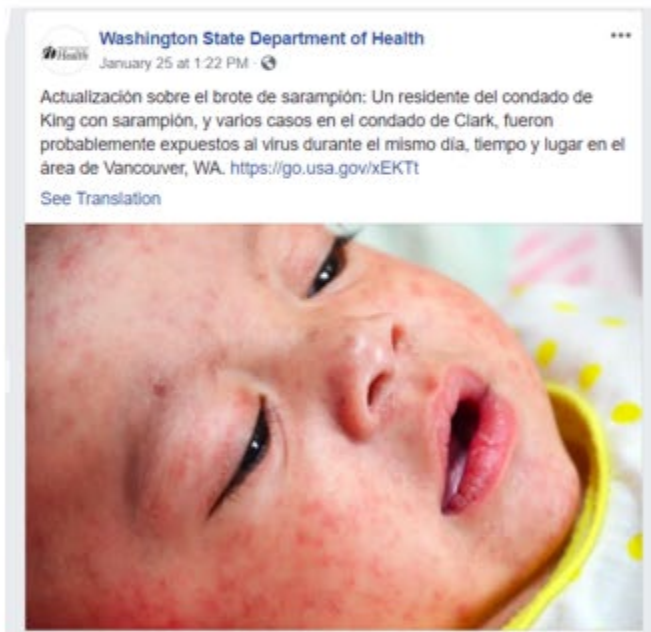 Washington State Department of Health
Health
January 25 at 1:22 PM ·
Actualización sobre el brote de sarampión: Un residente del condado de
King con sarampión, y varios casos en el condado de Clark, fueron
probablemente expuestos al virus durante el mismo día, tiempo y lugar en el
área de Vancouver, WA. https://go.usa.gov/xEKTt
See Translation